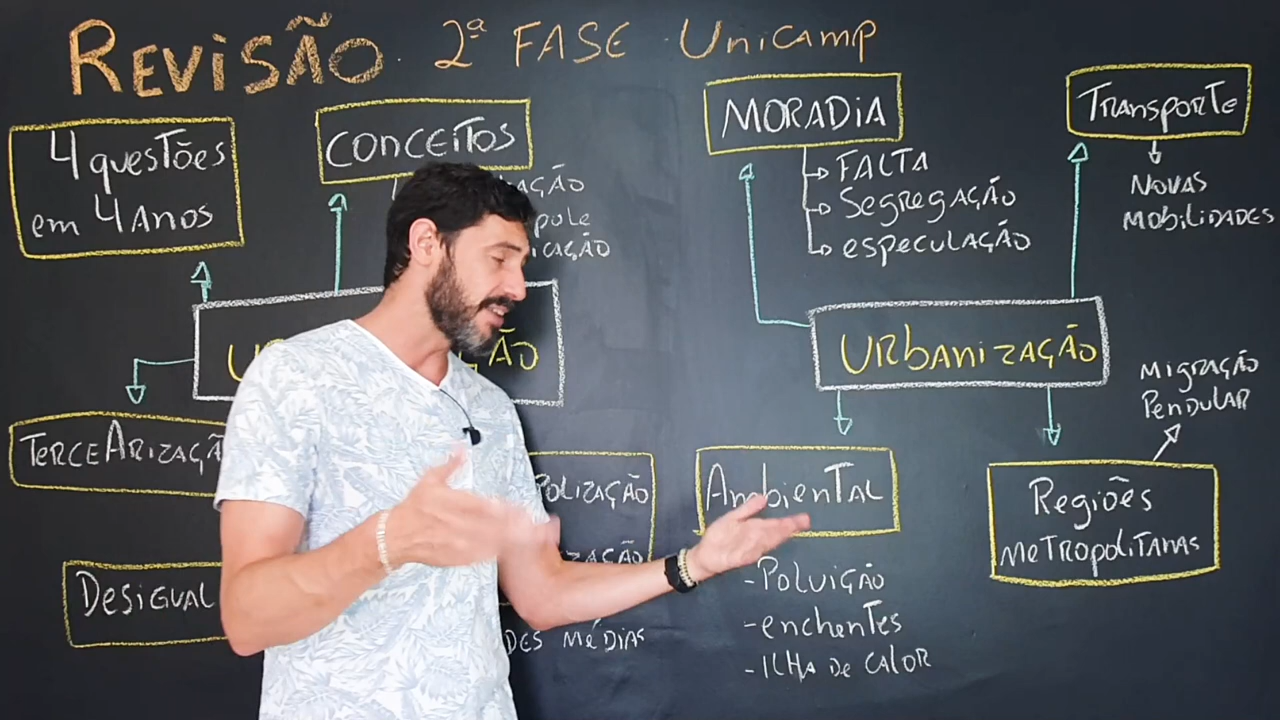 REVISÃO 2ª FASE UNICAMP
4 questões
em 4 Anos
CONCEITOS
TERCEARIZAÇÃ
DESIGUAL
MORADIA
FALTA
SEGREGAÇÃO
ESPECULAÇÃO
TRANSPORTE
NOVAS
MOBILIDADES
URBANIZAÇÃO
MIGRAÇÃO
PENDULAR
AMBIENTAL
-POLUIÇÃO
-enchentes
-ILHA DE CALOR
REGIÕES
METROPOLITANAS
MÉDIAS